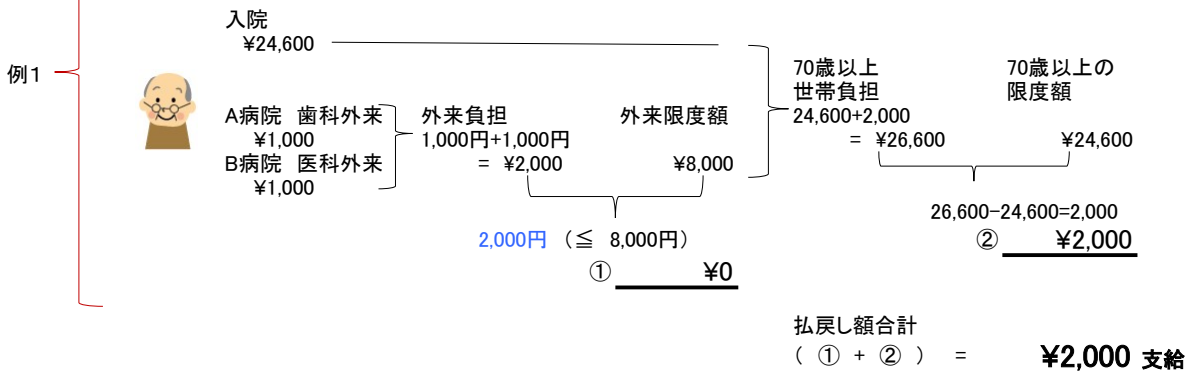 例1
入院
¥24,600
A病院 歯科外来
¥1,000
B病院 医科外来
¥1,000
外来負担
1,000円+1,000円
= ¥2,000
外来限度額
¥8,000
2,000円 (≦ 8,000円)
① ¥0
70歳以上
世帯負担
24,600+2,000
= ¥26,600
70歳以上の
限度額
¥24,600
26,600-24,600=2,000
② ¥2,000
払戻し額合計
( ① + ② ) = ¥2,000 支給